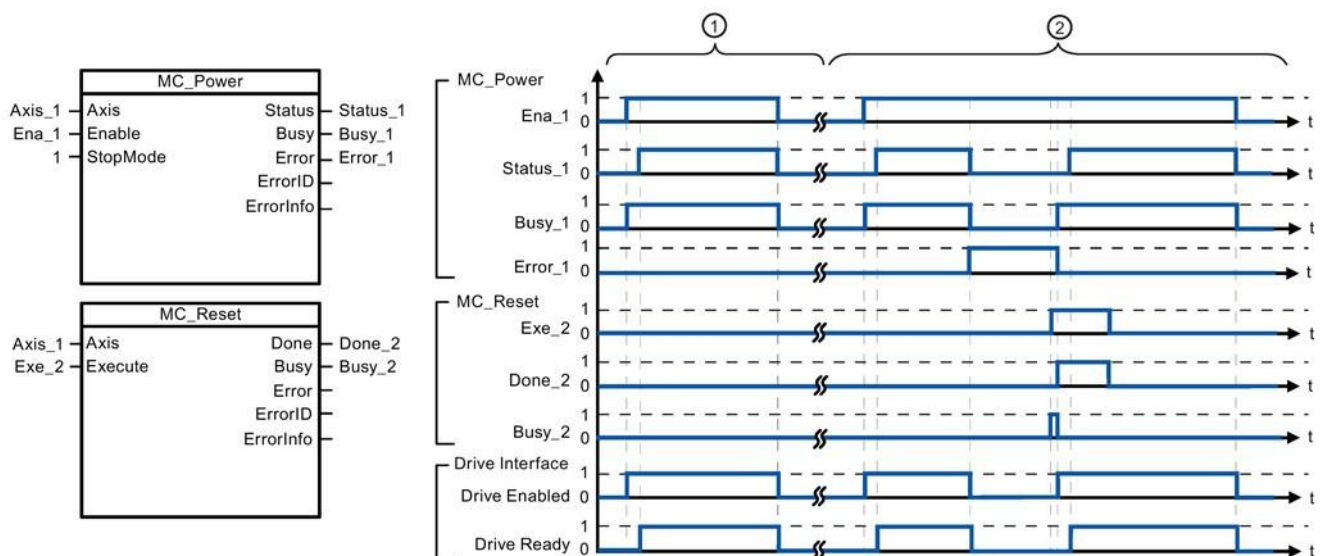 ① ②
MC_Power
Axis_1 Axis Status Status_1
Ena_1 Enable Busy Busy_1
1 StopMode Error Error_1
ErrorID
ErrorInfo
MC_Reset
Axis_1 Axis Done Done_2
Exe_2 Execute Busy Busy_2
Error
ErrorID
ErrorInfo
MC_Power
1
Ena_1 0 t
1
Status_1 0 t
1
Busy_1 0 t
1
Error_1 0 t
MC_Reset
1
Exe_2 0 t
1
Done_2 0 t
1
Busy_2 0 t
Drive Interface
1
Drive Enabled 0 t
1
Drive Ready 0 t